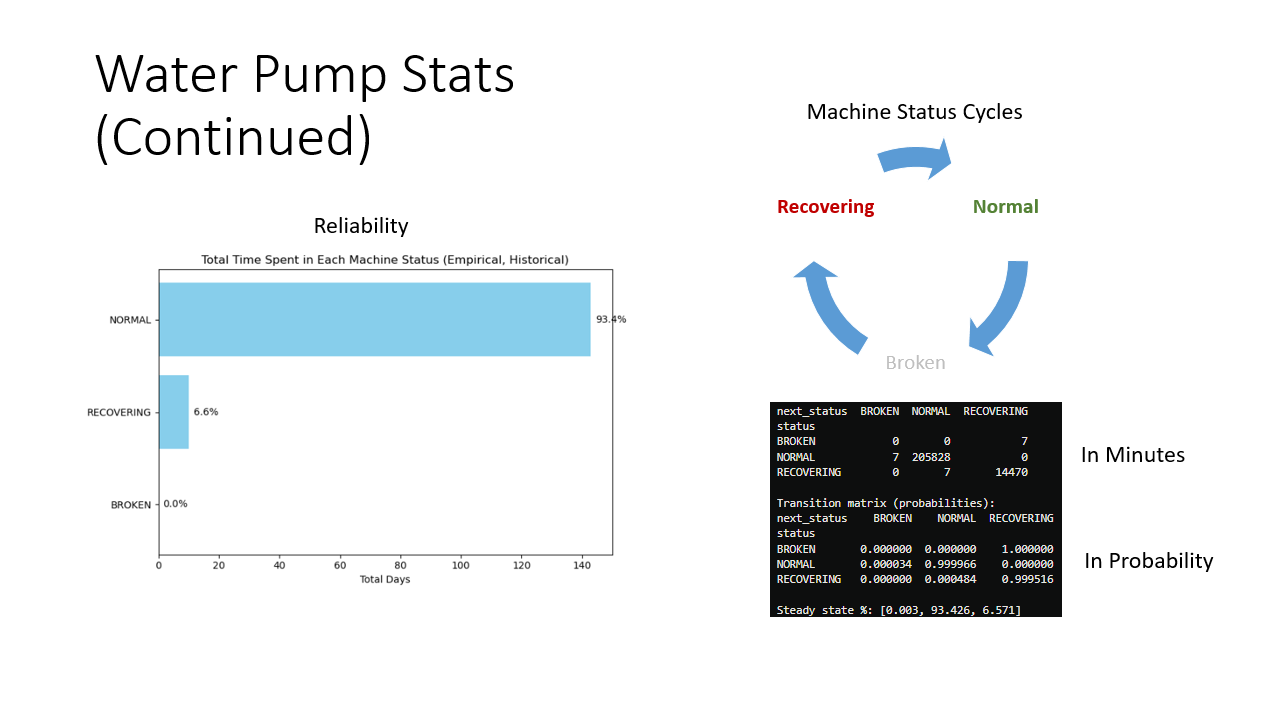 Water Pump Stats
(Continued)
Reliability
Total Time Spent in Each Machine Status (Empirical, Historical)
NORMAL
93.4%
RECOVERING
6.6%
BROKEN
0.0%
0 20 40 60 80 100 120 140
Total Days
Machine Status Cycles
Recovering
Normal
Broken
next_status BROKEN NORMAL RECOVERING
status
BROKEN 0 0 7
NORMAL 7 205828 0
RECOVERING 0 7 14470
Transition matrix (probabilities):
next_status BROKEN NORMAL RECOVERING
status
BROKEN 0.000000 0.000000 1.000000
NORMAL 0.000034 0.999966 0.000000
RECOVERING 0.000000 0.000484 0.999516
Steady state %: [0.003, 93.426, 6.571]
In Minutes
In Probability